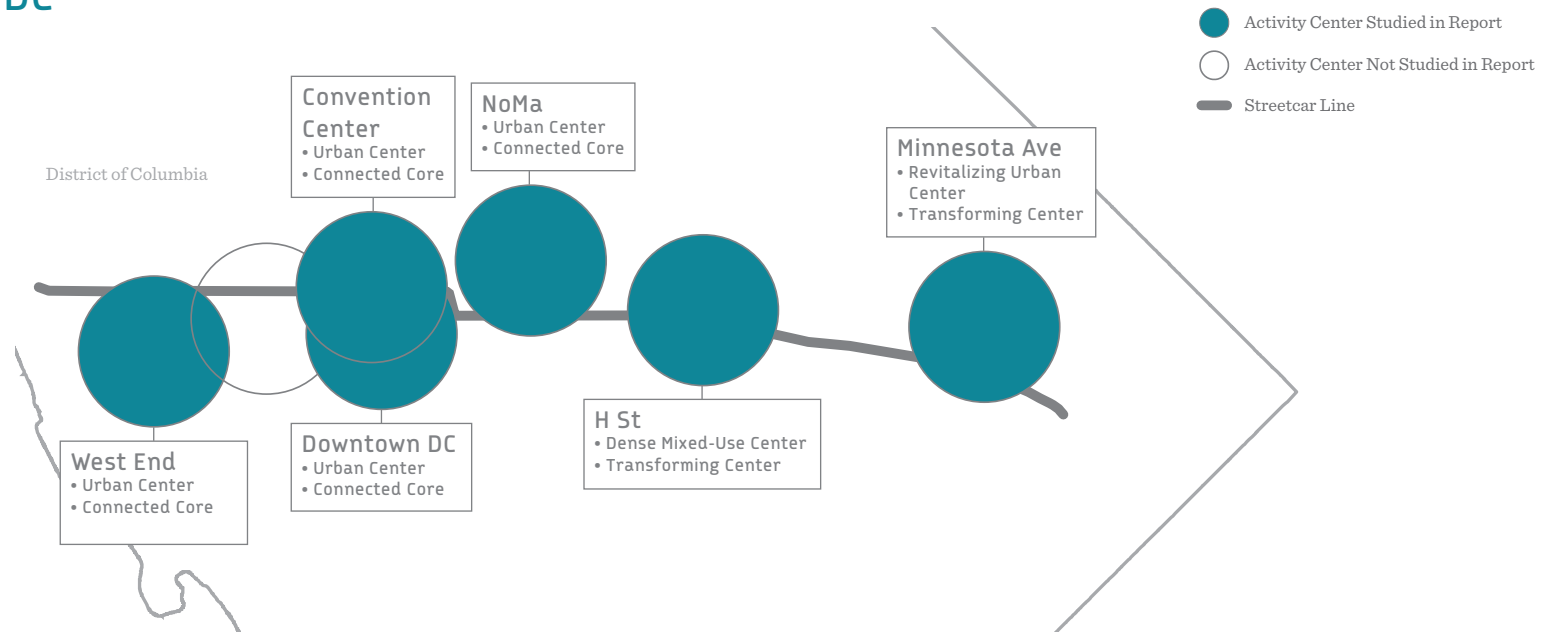 DC
Activity Center Studied in Report
Activity Center Not Studied in Report
Streetcar Line
District of Columbia
Convention
Center
• Urban Center
• Connected Core
NoMa
• Urban Center
• Connected Core
Minnesota Ave
• Revitalizing Urban
Center
• Transforming Center
West End
• Urban Center
• Connected Core
Downtown DC
• Urban Center
• Connected Core
H St
• Dense Mixed-Use Center
• Transforming Center